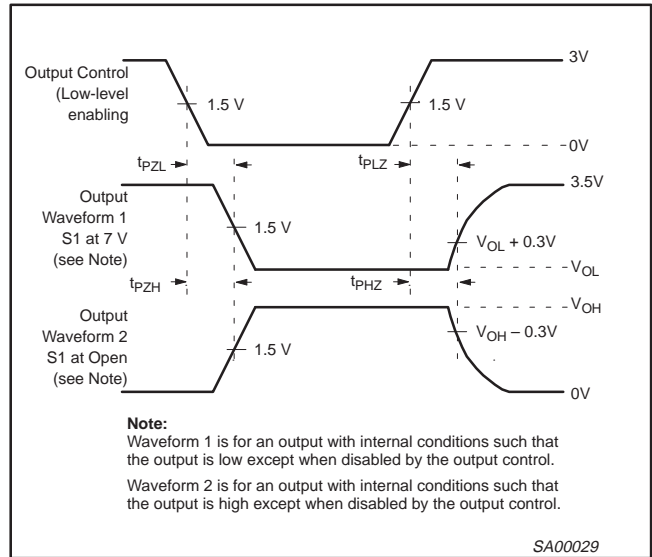 3V
Output Control
(Low-level
enabling
1.5 V
1.5 V
0V
tPZL
tPLZ
3.5V
Output
Waveform 1
S1 at 7 V
(see Note)
1.5 V
VOL + 0.3V
VOL
tPZH
tPHZ
VOH
Output
Waveform 2
S1 at Open
(see Note)
1.5 V
VOH – 0.3V
0V
Note:
Waveform 1 is for an output with internal conditions such that
the output is low except when disabled by the output control.
Waveform 2 is for an output with internal conditions such that
the output is high except when disabled by the output control.
SA00029